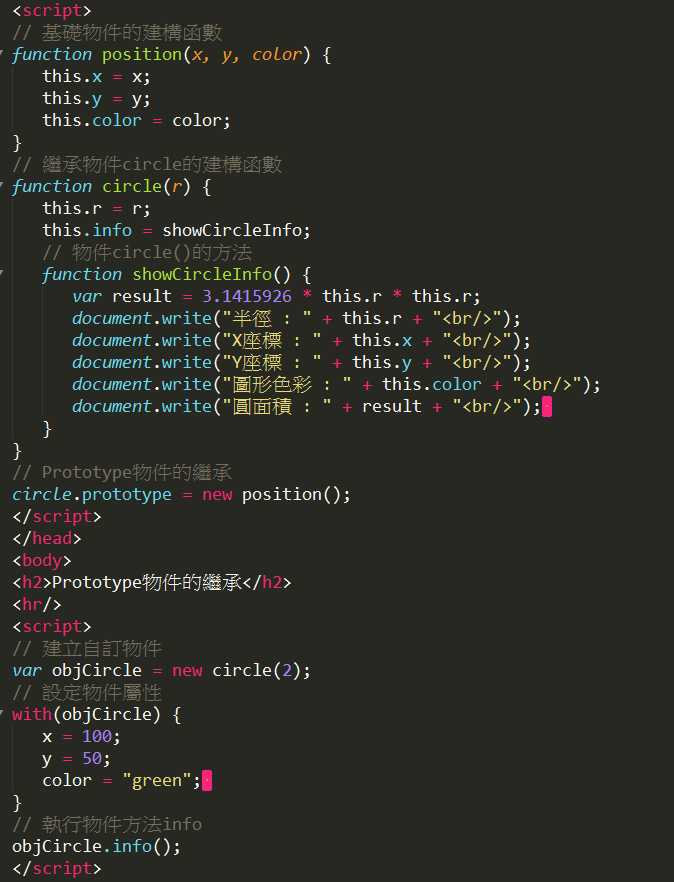 <script>
// 基礎物件的建構函數
function position(x, y, color) {
   this.x = x;
   this.y = y;
   this.color = color;
}
// 繼承物件circle的建構函數
function circle(r) {
   this.r = r;
   this.info = showCircleInfo;
   // 物件circle()的方法
   function showCircleInfo() {
      var result = 3.1415926 * this.r * this.r;
      document.write("半徑 : " + this.r + "<br/>");
      document.write("X座標 : " + this.x + "<br/>");
      document.write("Y座標 : " + this.y + "<br/>");
      document.write("圖形色彩 : " + this.color + "<br/>");
      document.write("圓面積 : " + result + "<br/>");
   }
}
// Prototype物件的繼承
circle.prototype = new position();
</script>
</head>
<body>
<h2>Prototype物件的繼承</h2>
<hr/>
<script>
// 建立自訂物件
var objCircle = new circle(2);
// 設定物件屬性
with(objCircle) {
   x = 100;
   y = 50;
   color = "green";
}
// 執行物件方法info
objCircle.info();
</script>